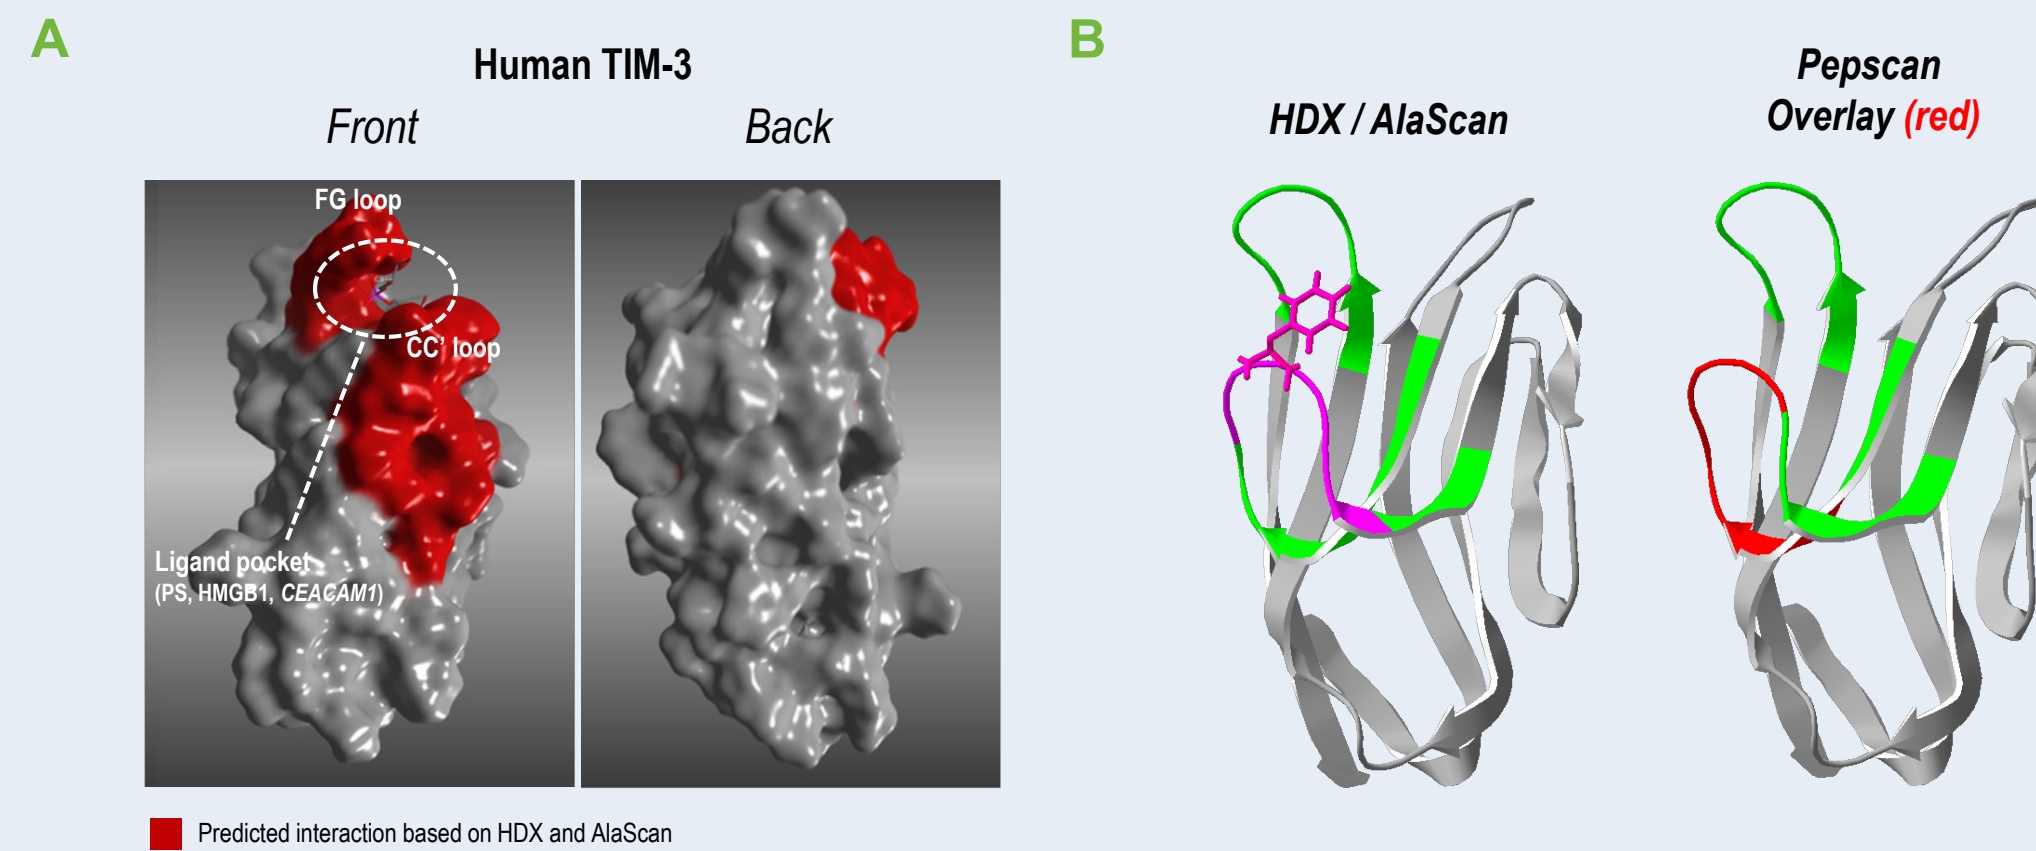 A
Human TIM-3
Front
Back
FG loop
CC' loop
Ligand pocket
(PS, HMGB1, CEACAM1)
Predicted interaction based on HDX and AlaScan
B
HDX / AlaScan
Pepscan
Overlay (red)